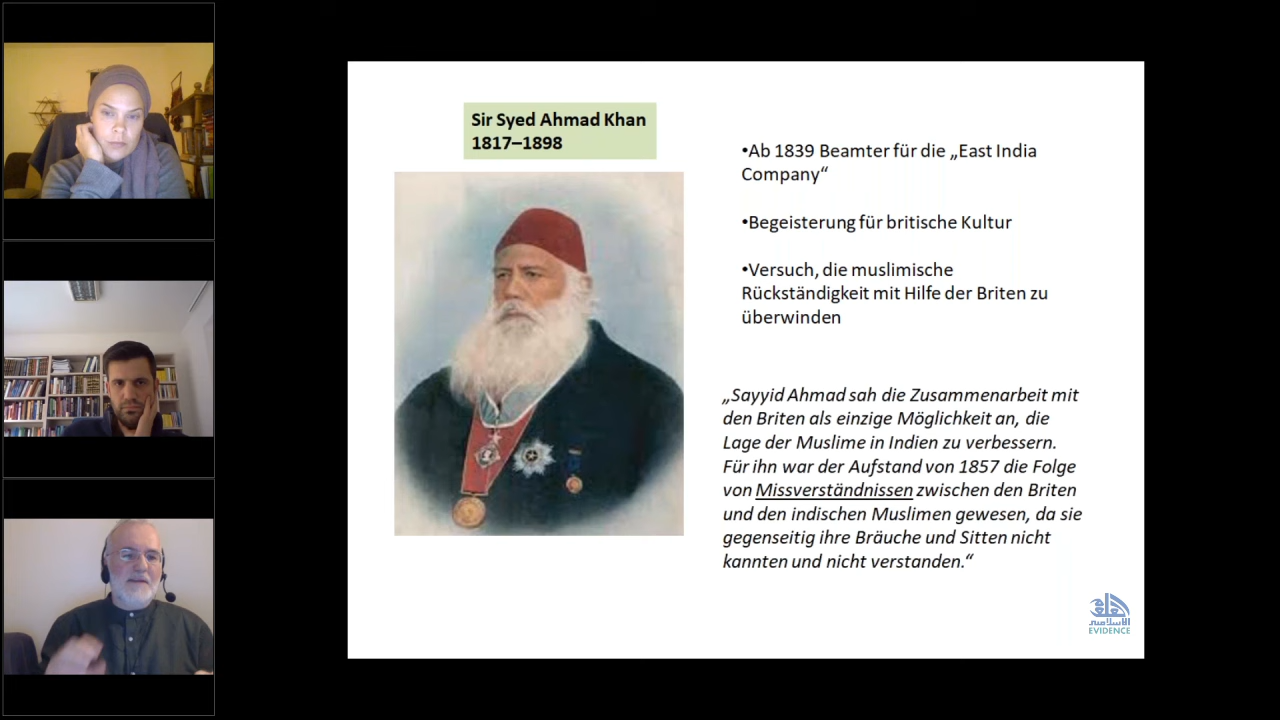 Sir Syed Ahmad Khan
1817–1898
•Ab 1839 Beamter für die „East India
Company“
•Begeisterung für britische Kultur
•Versuch, die muslimische
Rückständigkeit mit Hilfe der Briten zu
überwinden
„Sayyid Ahmad sah die Zusammenarbeit mit
den Briten als einzige Möglichkeit an, die
Lage der Muslime in Indien zu verbessern.
Für ihn war der Aufstand von 1857 die Folge
von Missverständnissen zwischen den Briten
und den indischen Muslimen gewesen, da sie
gegenseitig ihre Bräuche und Sitten nicht
kannten und nicht verstanden.“
EVIDENCE